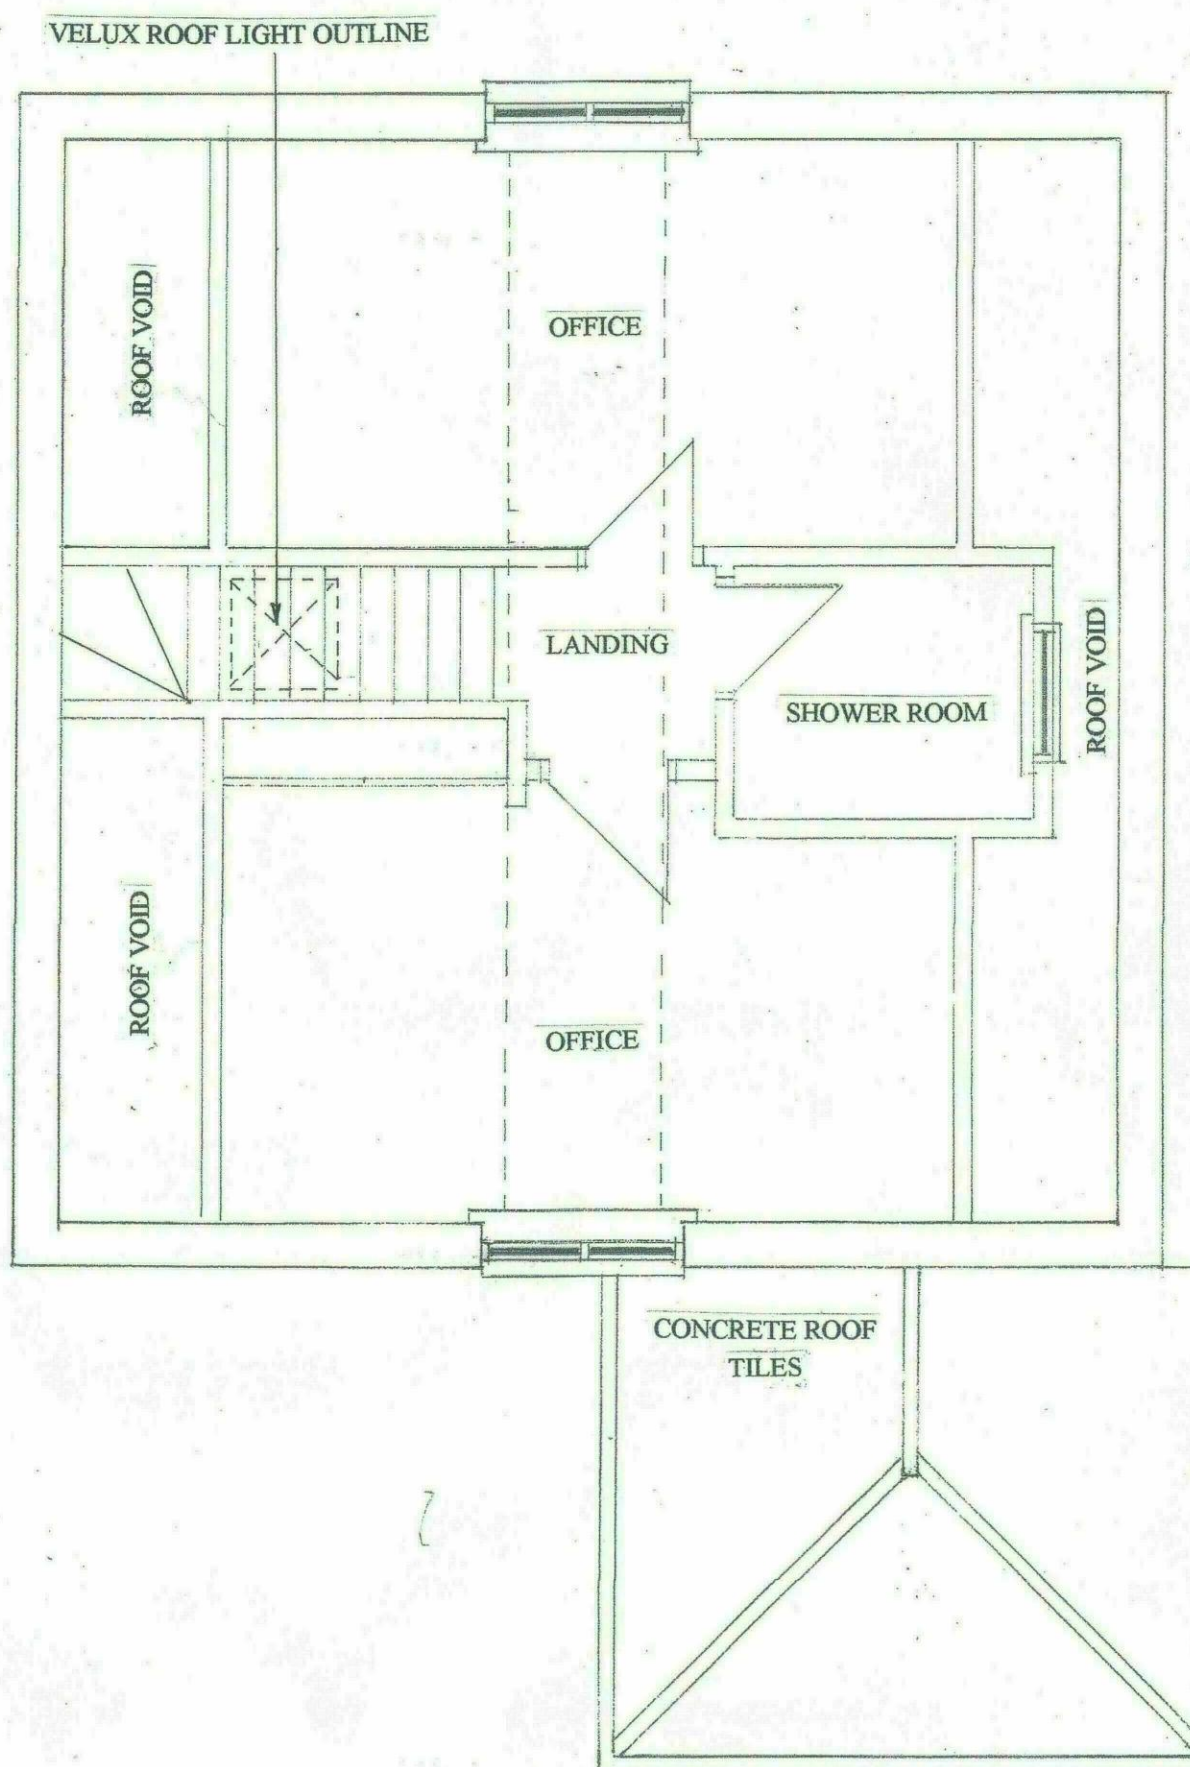 VELUX ROOF LIGHT OUTLINE
ROOF VOID
OFFICE
LANDING
SHOWER ROOM
ROOF VOID
ROOF VOID
OFFICE
CONCRETE ROOF
TILES